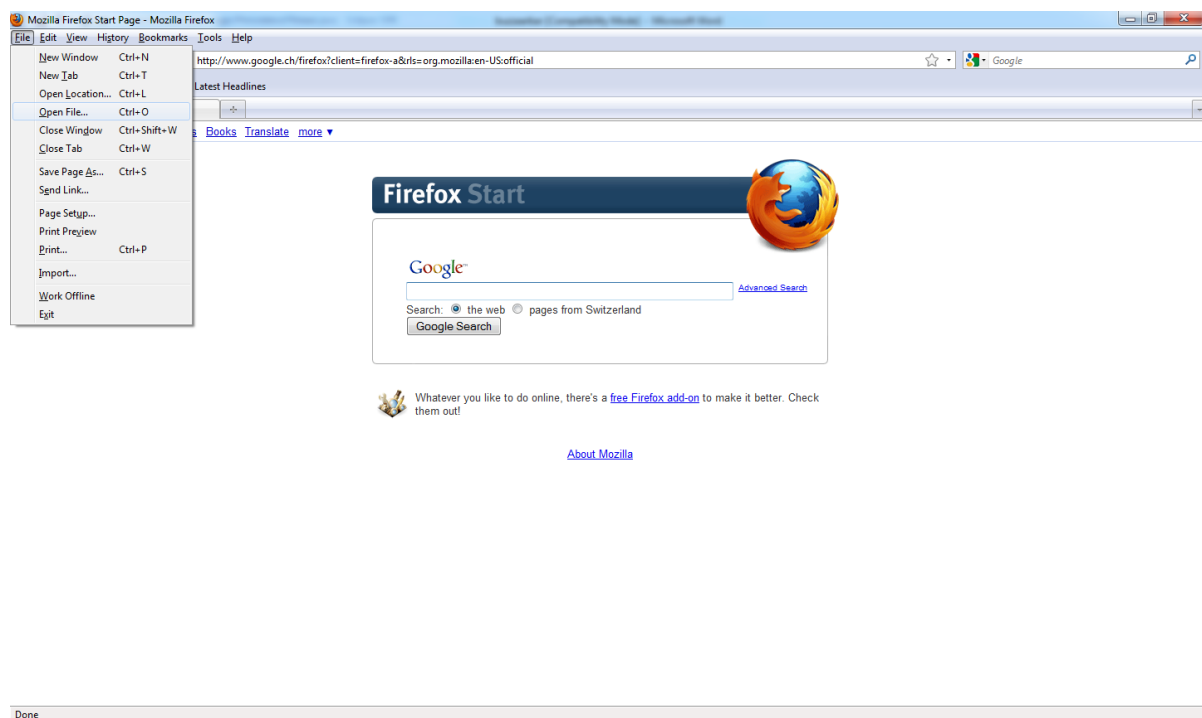 Mozilla Firefox Start Page - Mozilla Firefox
File Edit View History Bookmarks Tools Help
New Window Ctrl+N
http://www.google.ch/firefox?client=firefox-a&rls=org.mozilla:en-US:official
Google
New Tab Ctrl+T
Open Location... Ctrl+L
Latest Headlines
Open File... Ctrl+O
Close Window Ctrl+Shift+W
Books Translate more ▼
Close Tab Ctrl+W
Save Page As... Ctrl+S
Send Link...
Page Setup...
Print Preview
Print... Ctrl+P
Import...
Work Offline
Exit
Firefox Start
Google™
Advanced Search
Search: the web pages from Switzerland
Google Search
Whatever you like to do online, there's a free Firefox add-on to make it better. Check
them out!
About Mozilla
Done